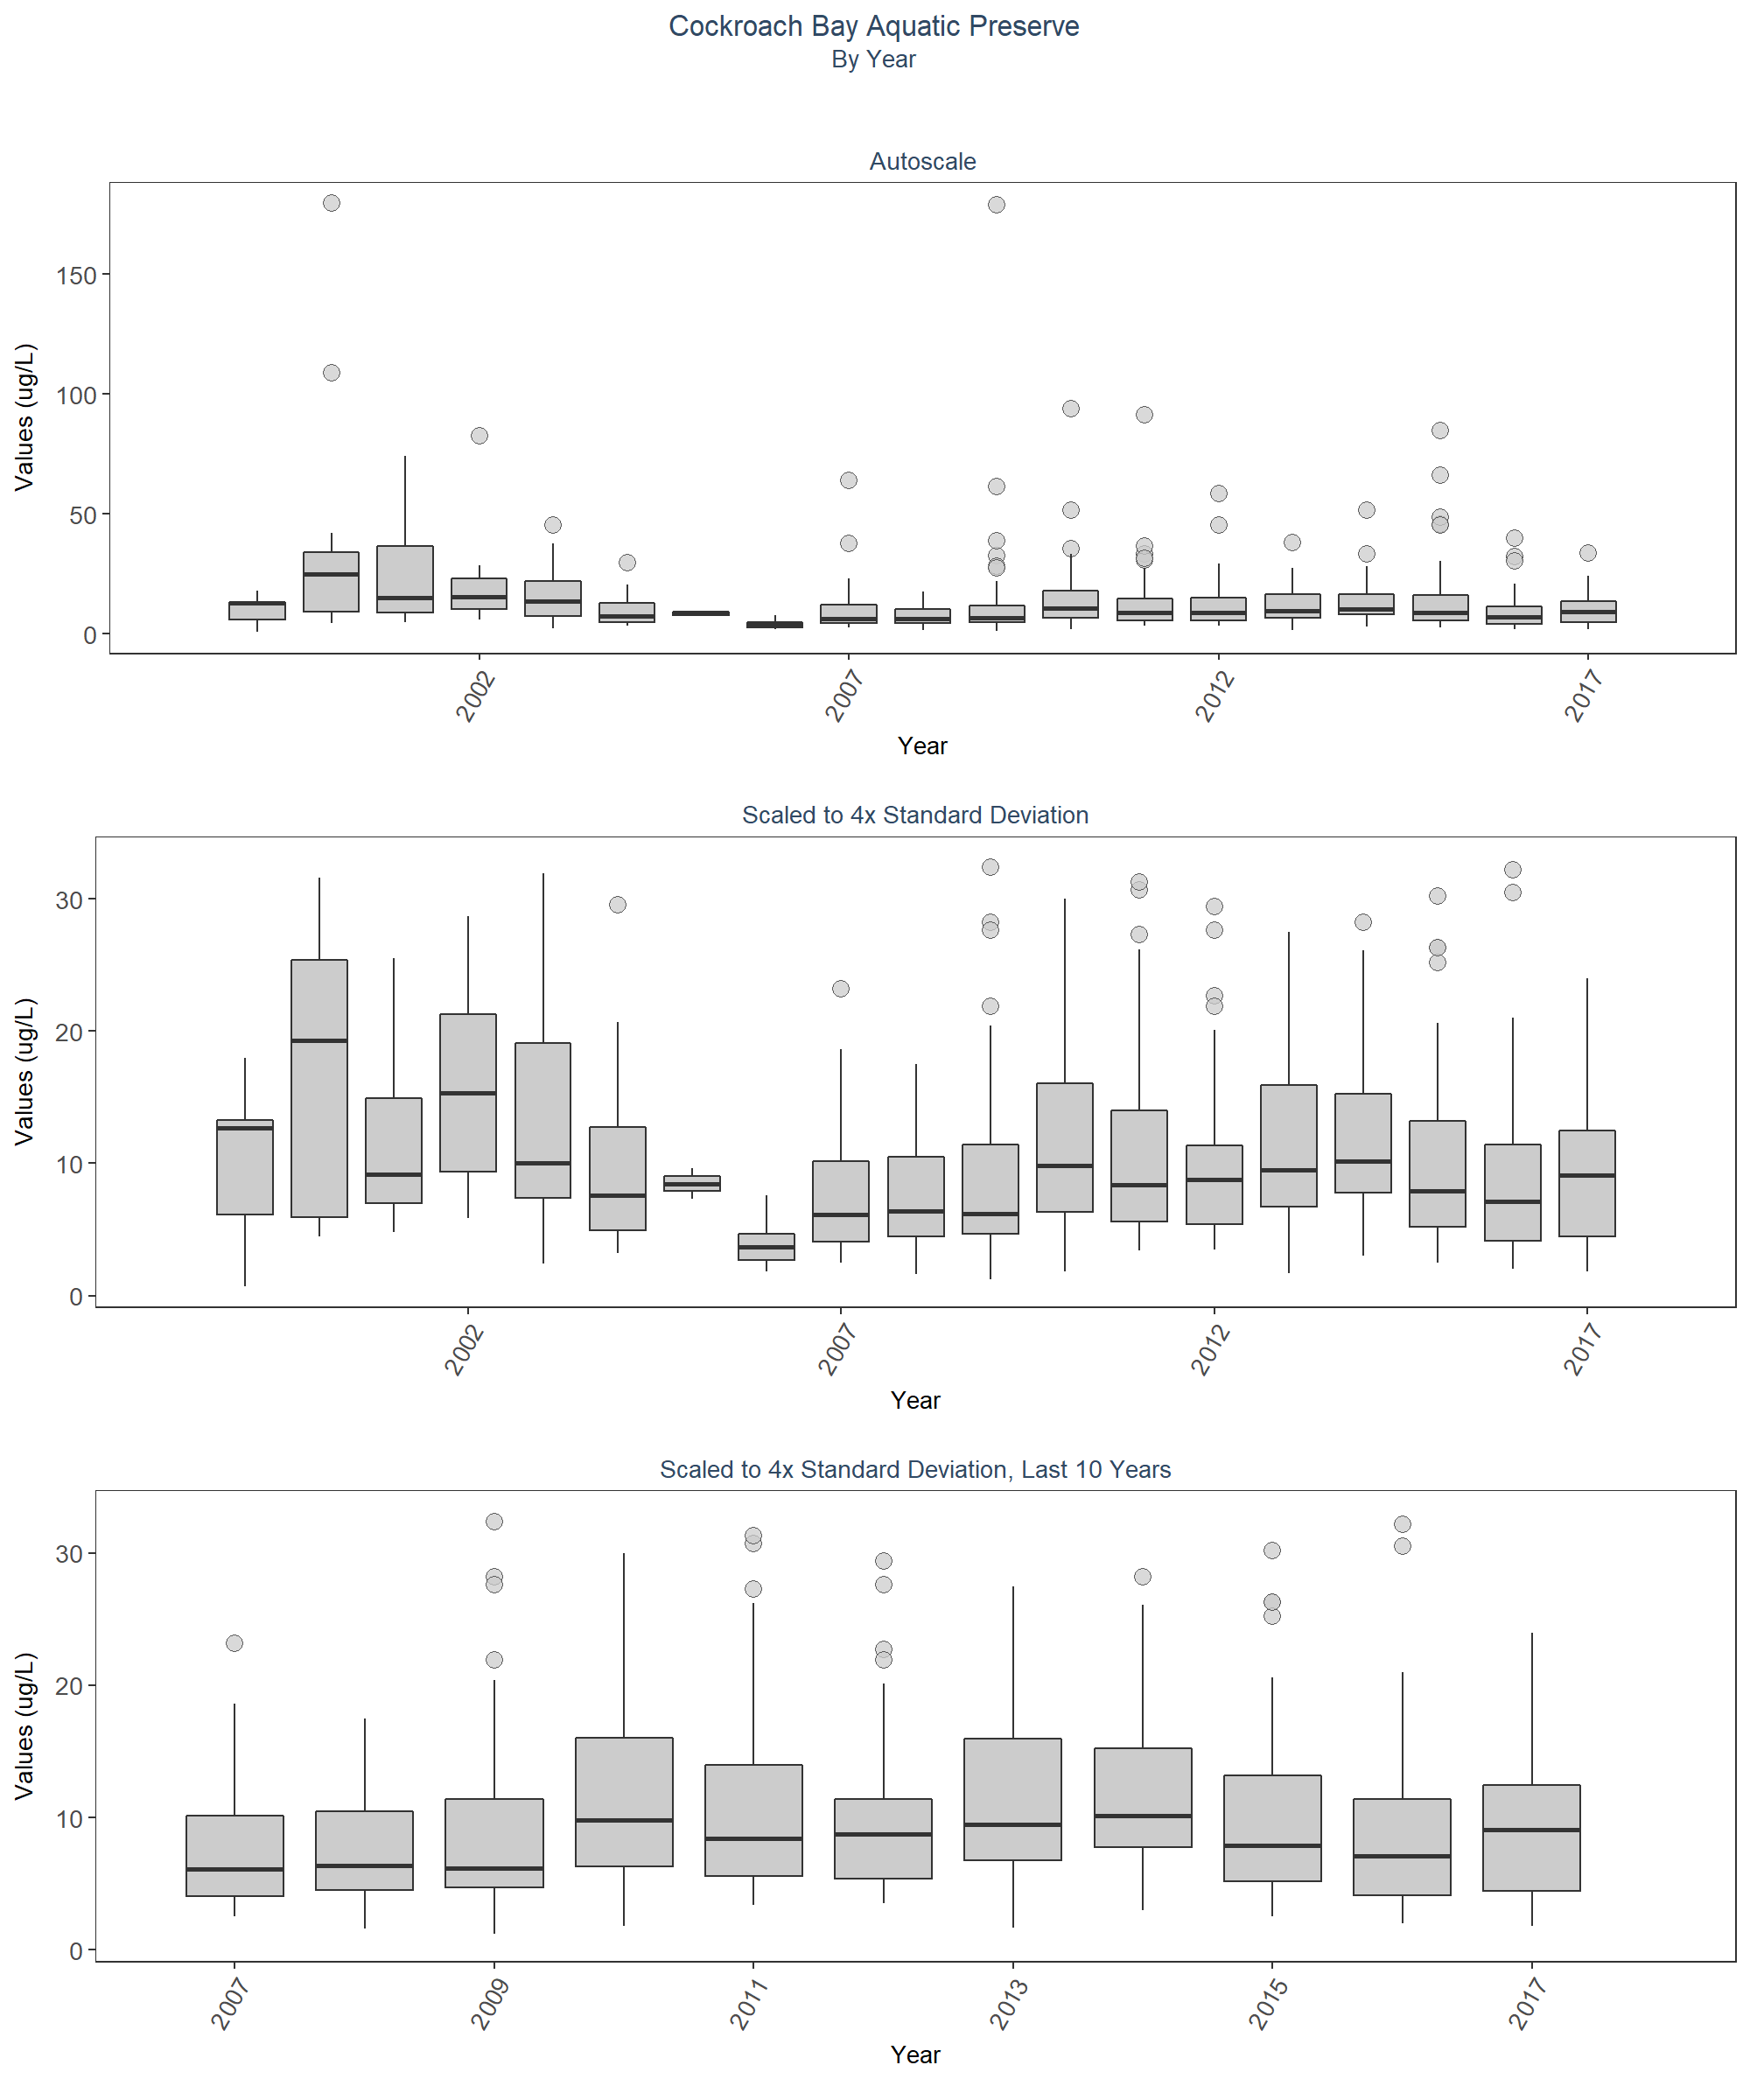 Cockroach Bay Aquatic Preserve
By Year
Autoscale
Values (ug/L)
150
100
50
0
2002 2007 2012 2017
Year
Scaled to 4x Standard Deviation
Values (ug/L)
30
20
10
0
2002 2007 2012 2017
Year
Scaled to 4x Standard Deviation, Last 10 Years
Values (ug/L)
30
20
10
0
2007 2009 2011 2013 2015 2017
Year